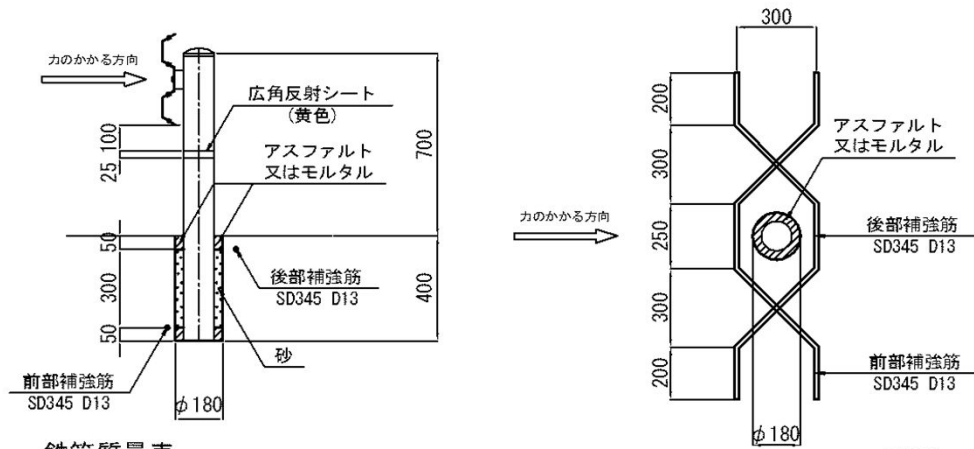 力のかかる方向
広角反射シート
(黄色)
アスファルト
又はモルタル
100
25
700
50
300
50
400
後部補強筋
SD345 D13
砂
前部補強筋
SD345 D13
φ180
300
200
300
250
300
200
アスファルト
又はモルタル
力のかかる方向
後部補強筋
SD345 D13
前部補強筋
SD345 D13
φ180